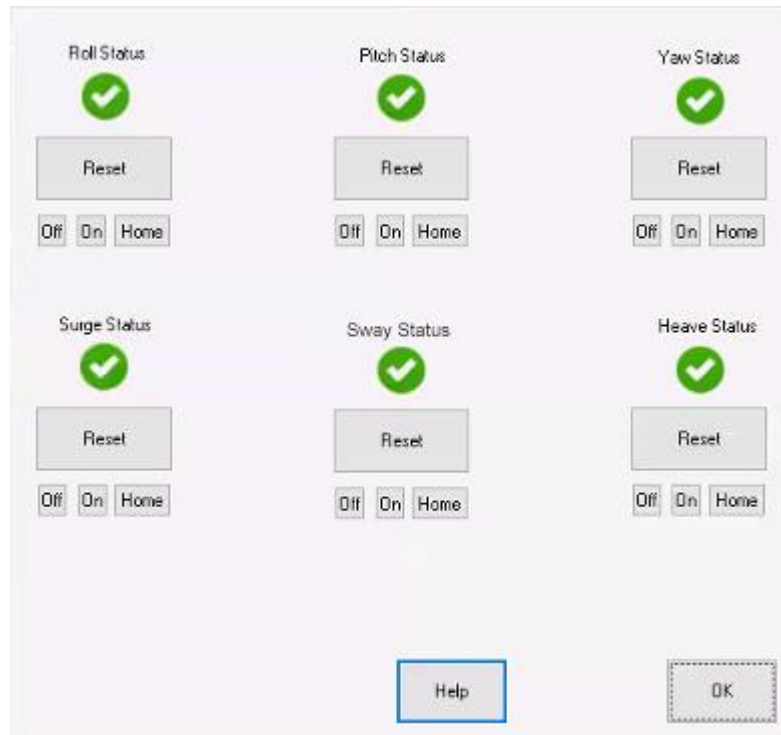 Roll Status Pitch Status Yaw Status
Reset Reset Reset
Off On Home Off On Home Off On Home
Surge Status Sway Status Heave Status
Reset Reset Reset
Off On Home Off On Home Off On Home
Help OK